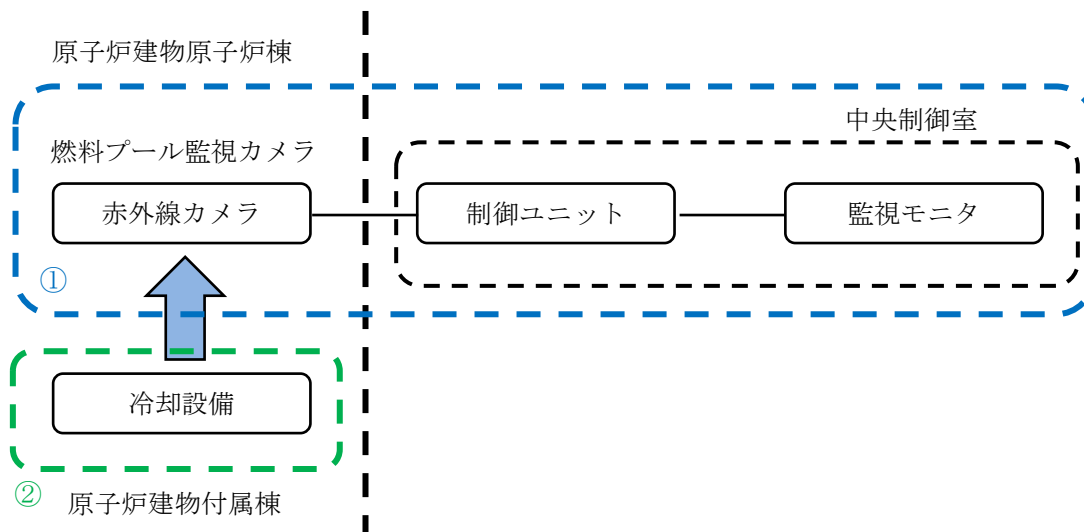 原子炉建物原子炉棟
中央制御室
燃料プール監視カメラ
赤外線カメラ
制御ユニット
監視モニタ
①
冷却設備
②
原子炉建物付属棟